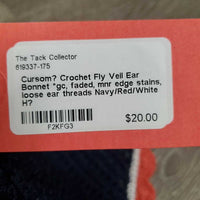 The Tack Collector
619337-175
Cursom? Crochet Fly Veil Ear
Bonnet *gc, faded, mnr edge stains,
loose ear threads Navy/Red/White
H?
$20.00
F2KFG3